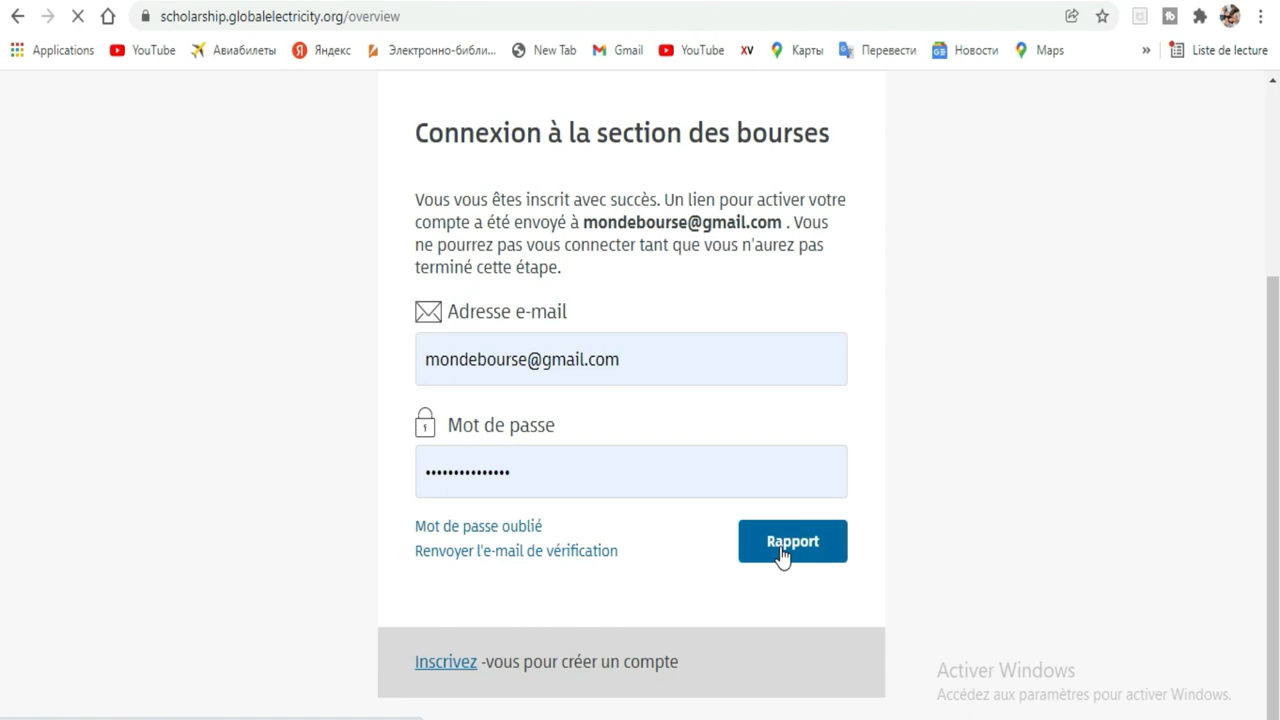 scholarship.globalelectricity.org/overview
Applications YouTube Авиабилеты Яндекс Электронно-библи... New Tab Gmail YouTube XV Карты Перевести Новости Maps » Liste de lecture
Connexion à la section des bourses
Vous vous êtes inscrit avec succès. Un lien pour activer votre
compte a été envoyé à mondebourse@gmail.com . Vous
ne pourrez pas vous connecter tant que vous n'aurez pas
terminé cette étape.
Adresse e-mail
mondebourse@gmail.com
Mot de passe
•••••••••••••••
Mot de passe oublié
Renvoyer l'e-mail de vérification
Rapport
Inscrivez -vous pour créer un compte
Activer Windows
Accédez aux paramètres pour activer Windows.